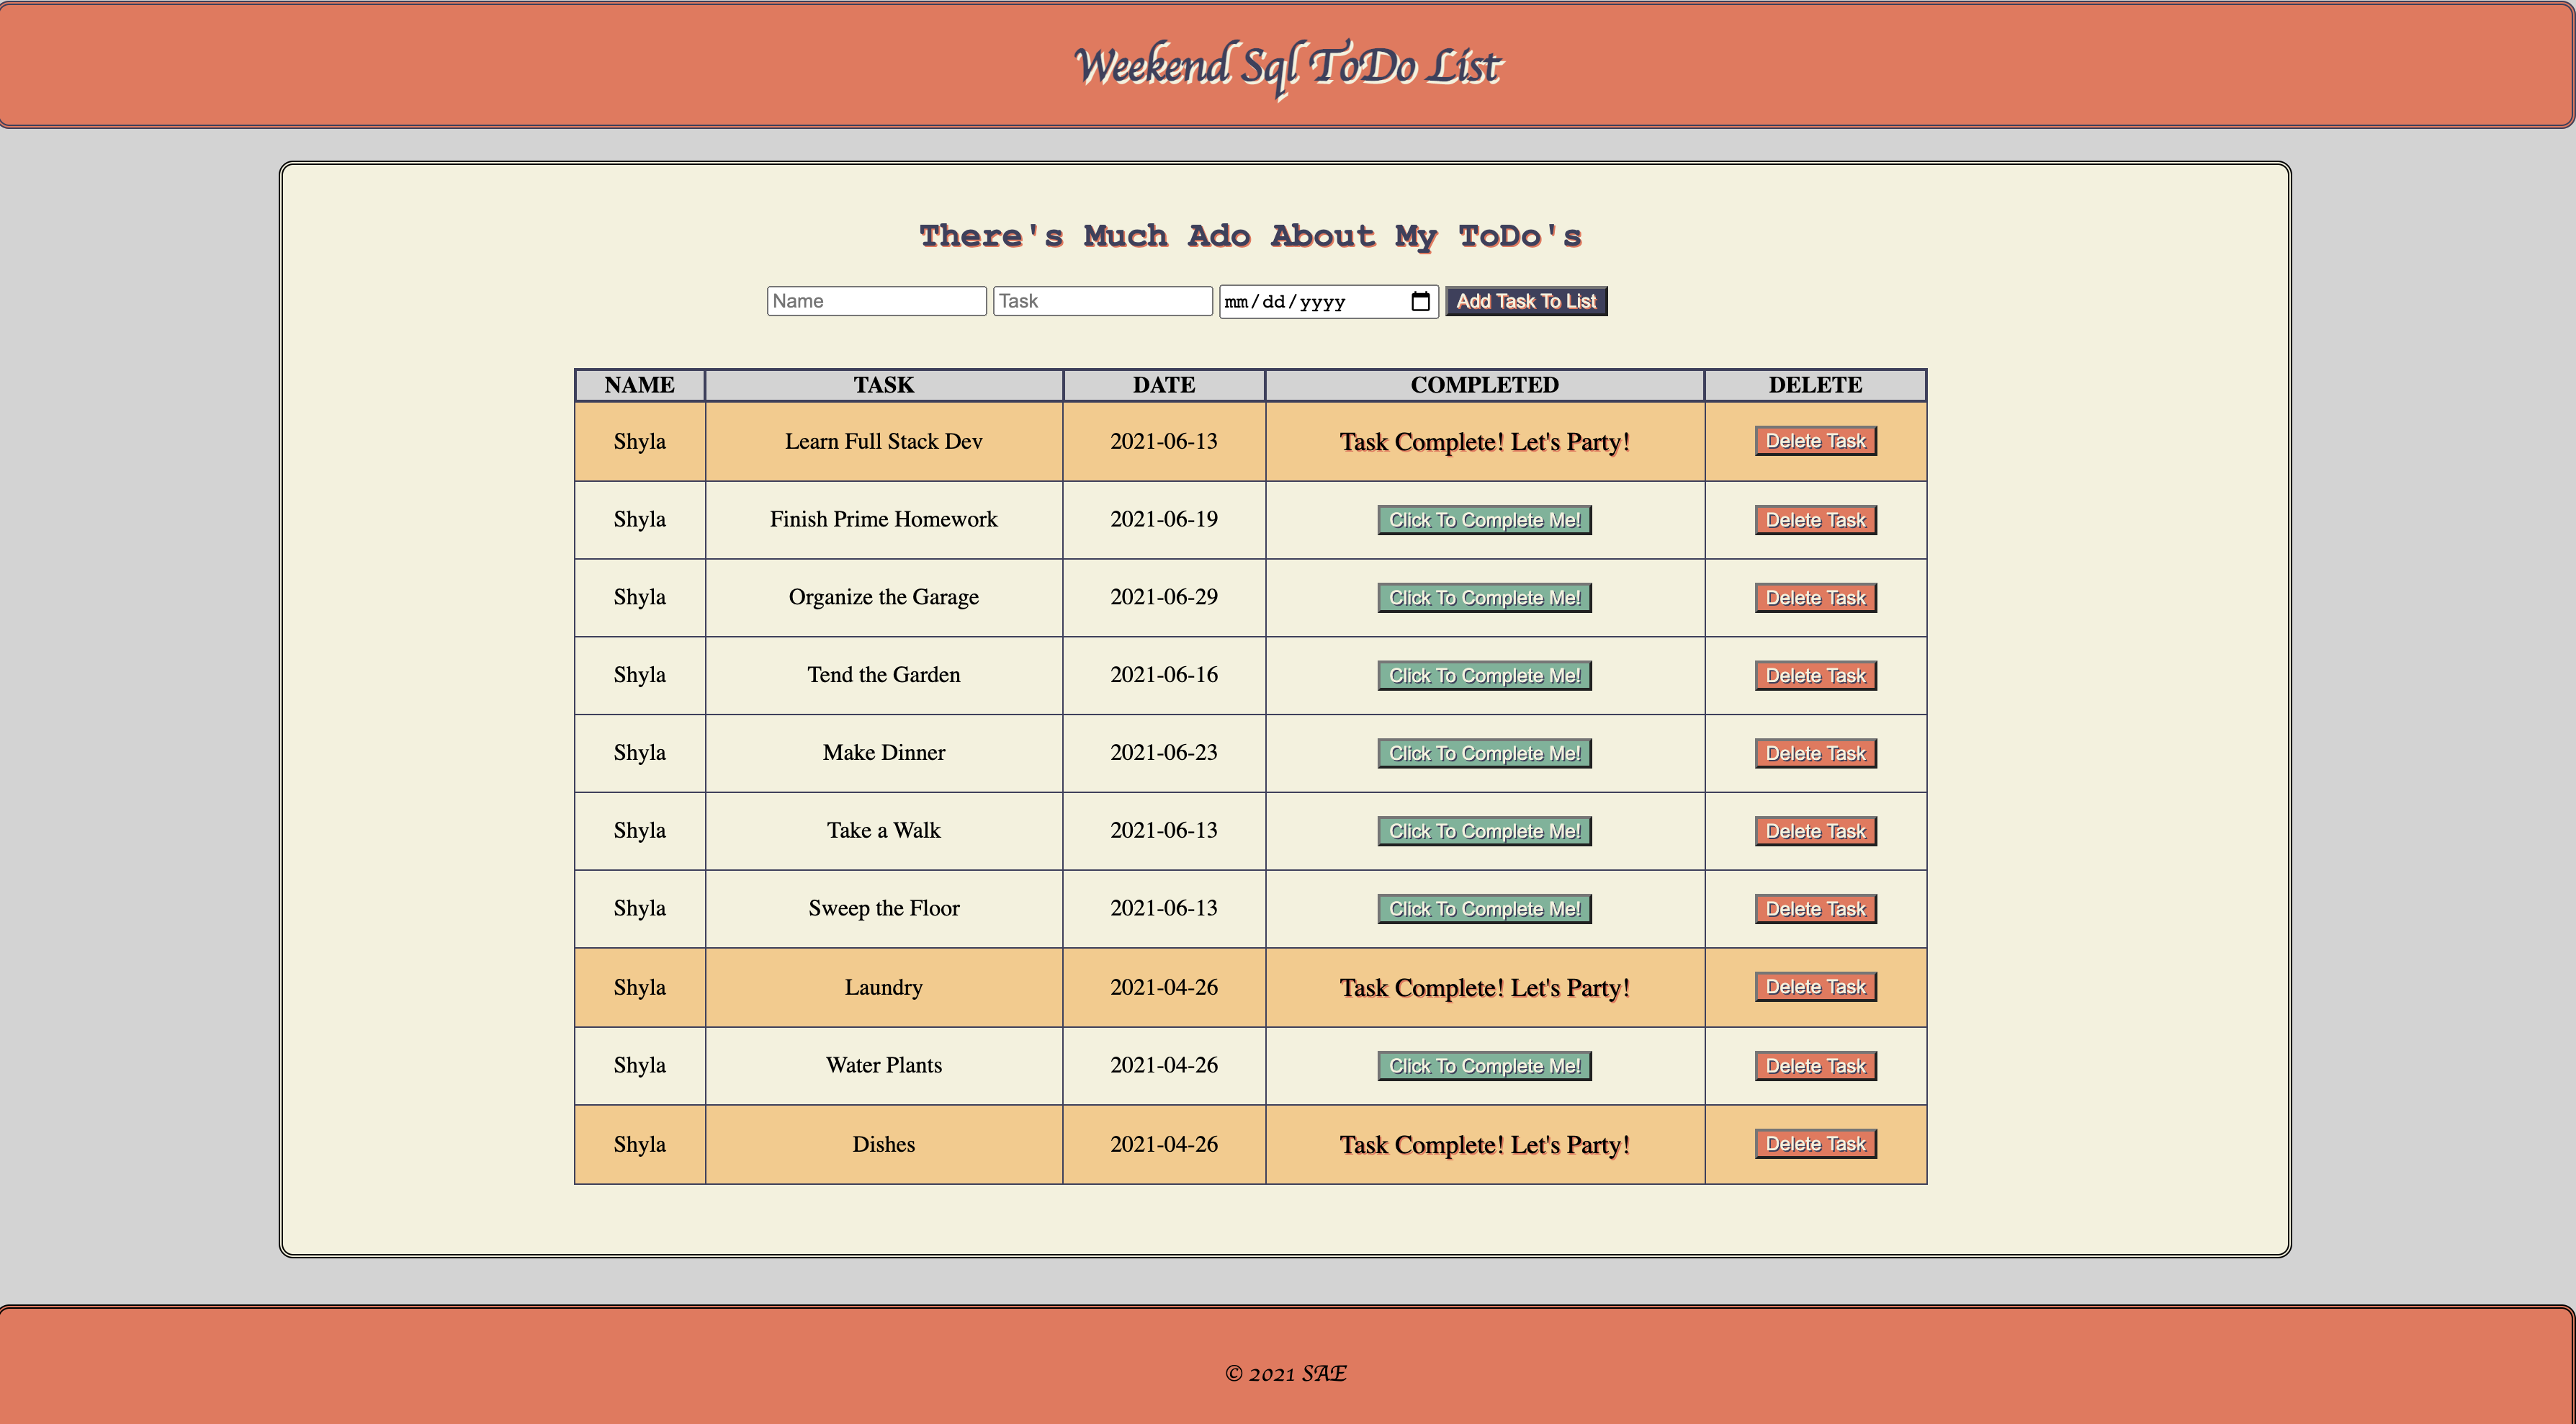 Weekend Sql ToDo List
There's Much Ado About My ToDo's
Name Task mm/dd/yyyy Add Task To List
NAME TASK DATE COMPLETED DELETE
Shyla Learn Full Stack Dev 2021-06-13 Task Complete! Let's Party! Delete Task
Shyla Finish Prime Homework 2021-06-19 Click To Complete Me! Delete Task
Shyla Organize the Garage 2021-06-29 Click To Complete Me! Delete Task
Shyla Tend the Garden 2021-06-16 Click To Complete Me! Delete Task
Shyla Make Dinner 2021-06-23 Click To Complete Me! Delete Task
Shyla Take a Walk 2021-06-13 Click To Complete Me! Delete Task
Shyla Sweep the Floor 2021-06-13 Click To Complete Me! Delete Task
Shyla Laundry 2021-04-26 Task Complete! Let's Party! Delete Task
Shyla Water Plants 2021-04-26 Click To Complete Me! Delete Task
Shyla Dishes 2021-04-26 Task Complete! Let's Party! Delete Task
© 2021 SAE